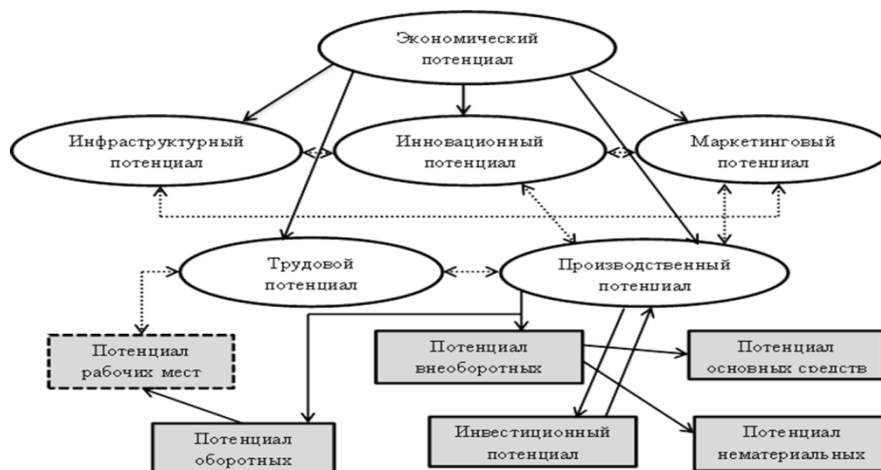 Экономический
потенциал
Инфраструктурный
потенциал
Инновационный
потенциал
Маркетинговый
потенциал
Трудовой
потенциал
Производственный
потенциал
Потенциал
рабочих мест
Потенциал
внеоборотных
Потенциал
основных средств
Потенциал
оборотных
Инвестиционный
потенциал
Потенциал
нематериальных